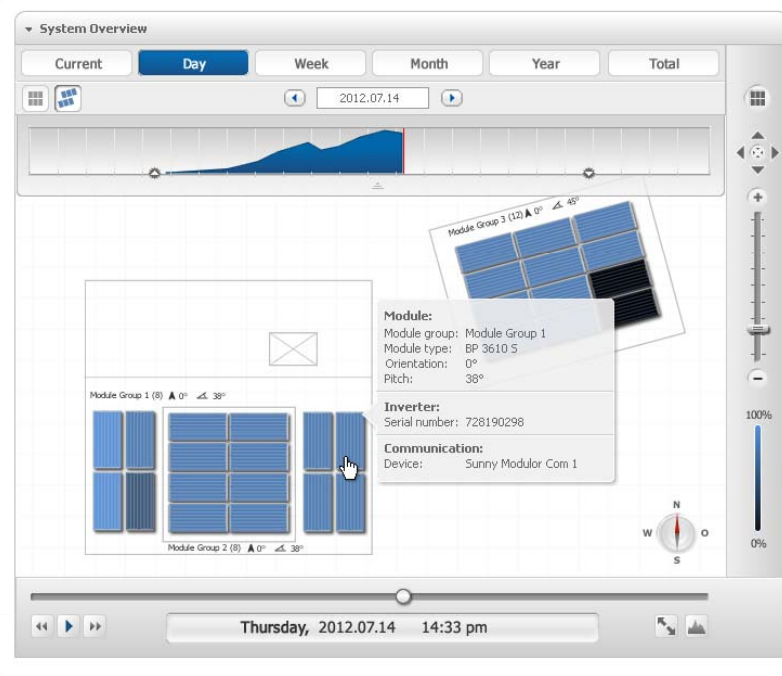 System Overview
Current Day Week Month Year Total
2012.07.14
Module Group 3 (12) 0° 45°
Module:
Module group: Module Group 1
Module type: BP 3610 S
Orientation: 0°
Pitch: 38°
Inverter:
Serial number: 728190298
Communication:
Device: Sunny Modulor Com 1
Module Group 1 (8) 0° 38°
Module Group 2 (8) 0° 38°
100%
0%
N
W O
S
Thursday, 2012.07.14 14:33 pm